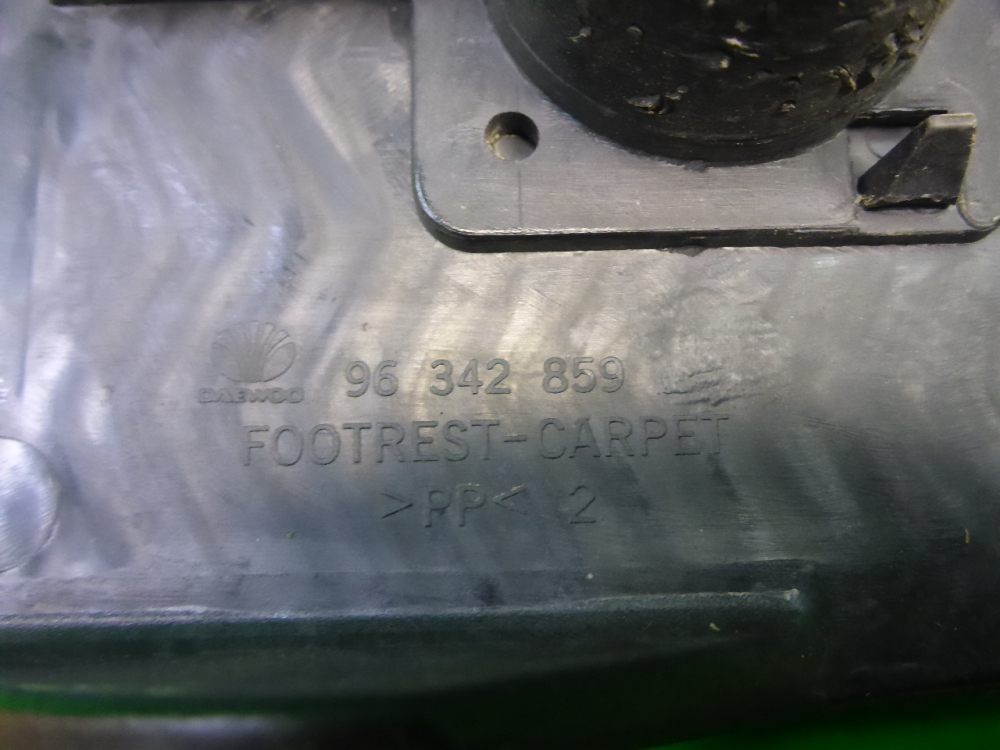 DAEWOO 96 342 859
FOOTREST-CARPET
>PP< 2